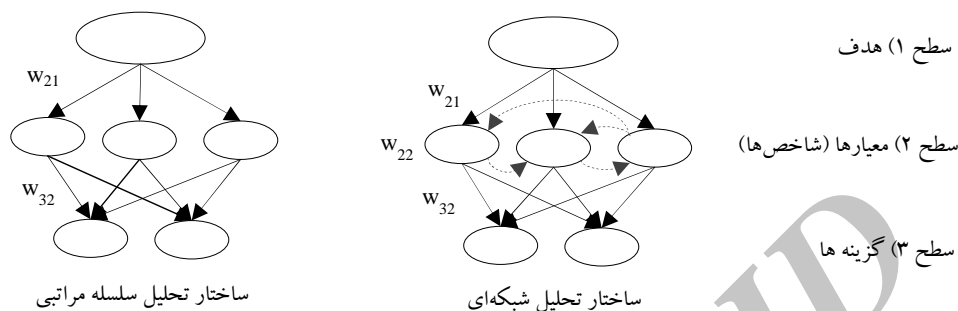 سطح ۱) هدف
w21
w21
سطح ۲) معیارها (شاخص‌ها)
w22
w32
w32
سطح ۳) گزینه ها
ساختار تحلیل شبکه‌ای
ساختار تحلیل سلسله مراتبی